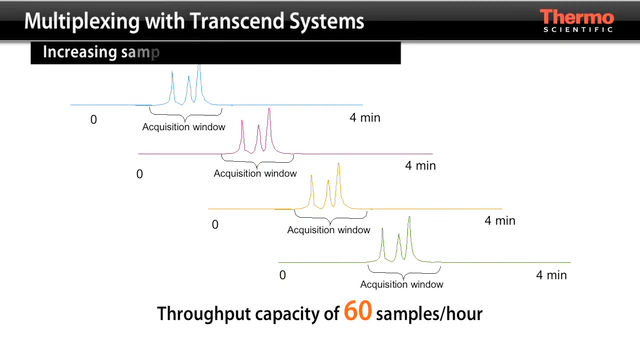 Multiplexing with Transcend Systems
Thermo
SCIENTIFIC
Increasing
0 4 min
Acquisition window
0 4 min
Acquisition window
0 4 min
Acquisition window
0 4 min
Acquisition window
Throughput capacity of 60 samples/hour